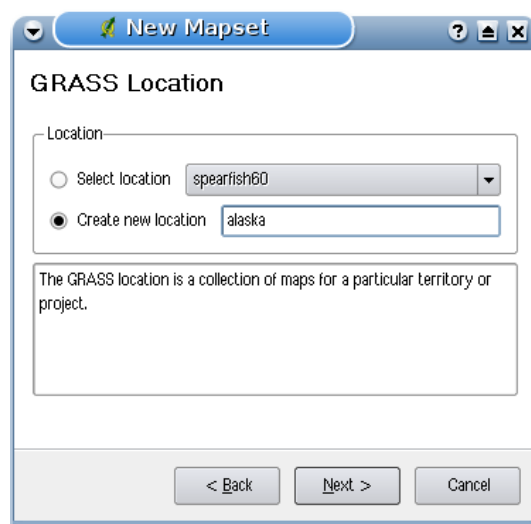 New Mapset
?
GRASS Location
Location
Select location spearfish60
Create new location alaska
The GRASS location is a collection of maps for a particular territory or
project.
< Back Next > Cancel